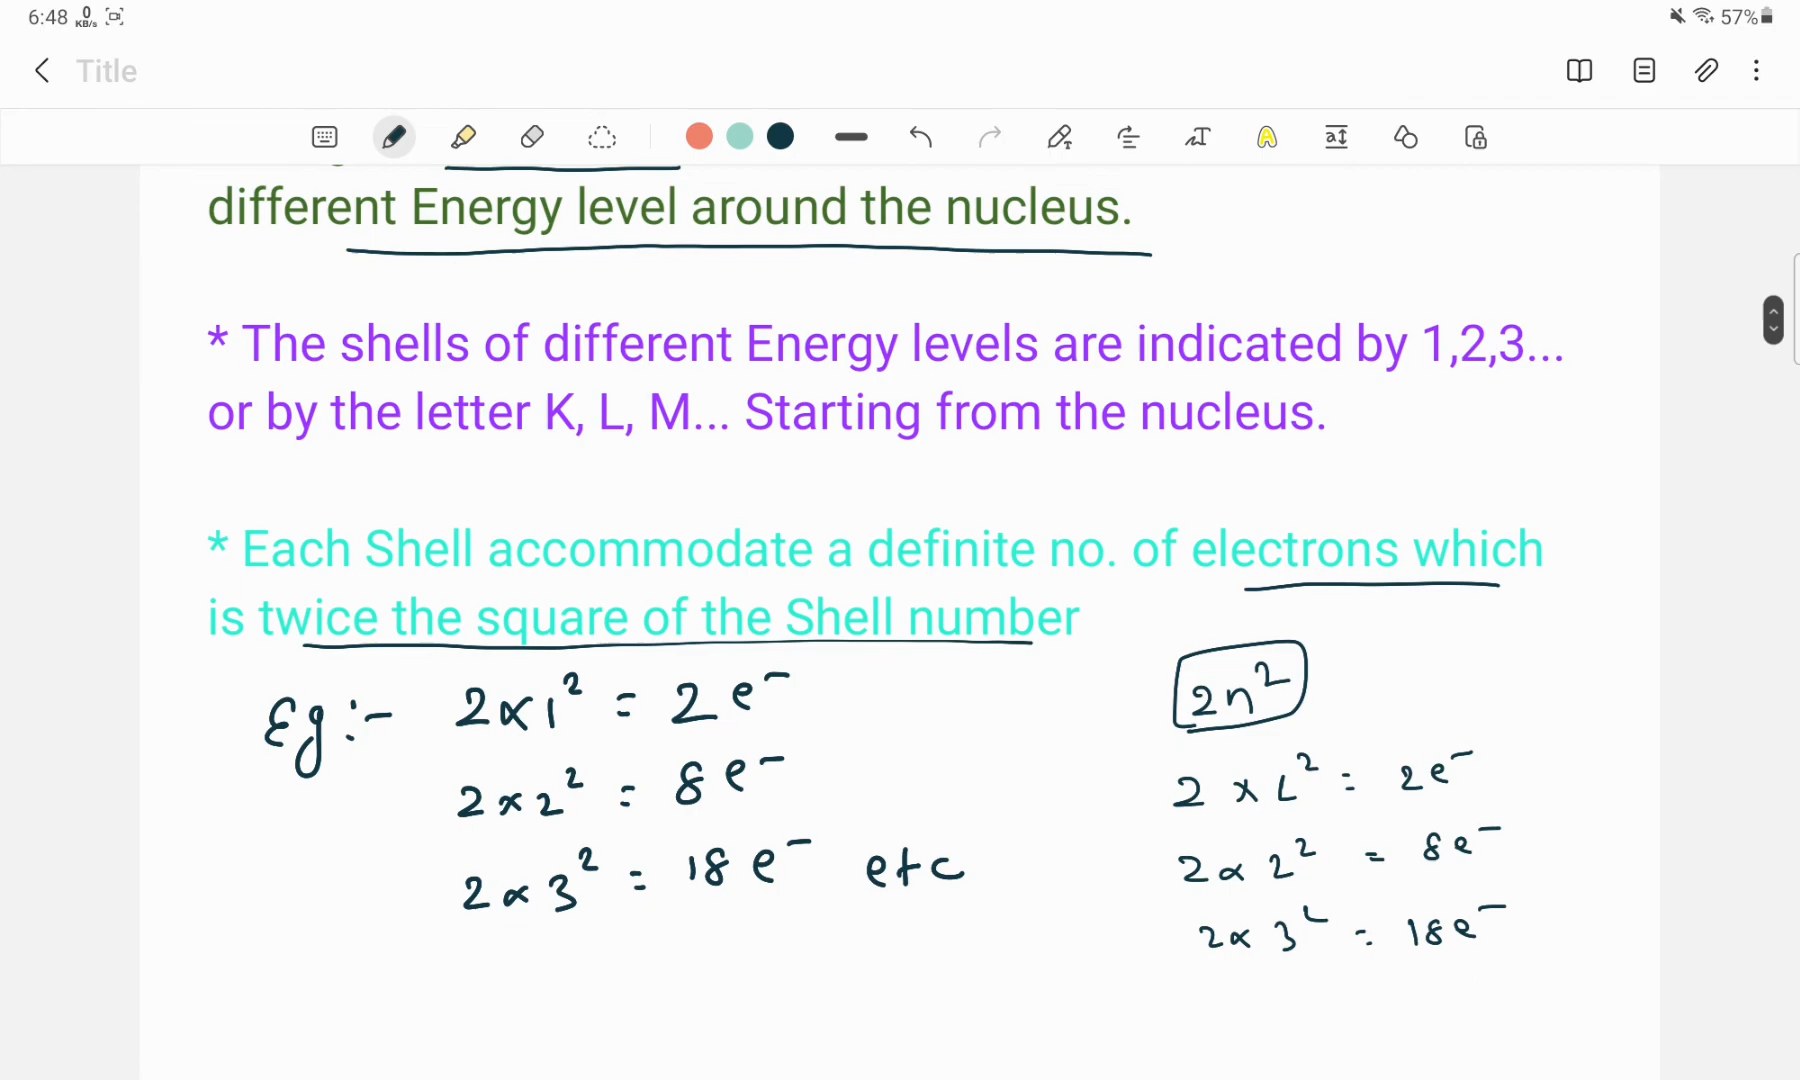 6:48 0 KB/s 57%
Title
different Energy level around the nucleus.
* The shells of different Energy levels are indicated by 1,2,3...
or by the letter K, L, M... Starting from the nucleus.
* Each Shell accommodate a definite no. of electrons which
is twice the square of the Shell number
Eg:- 2×1² = 2e⁻
2×2² = 8e⁻
2×3² = 18e⁻ etc
2n²
2×1² = 2e⁻
2×2² = 8e⁻
2×3² = 18e⁻